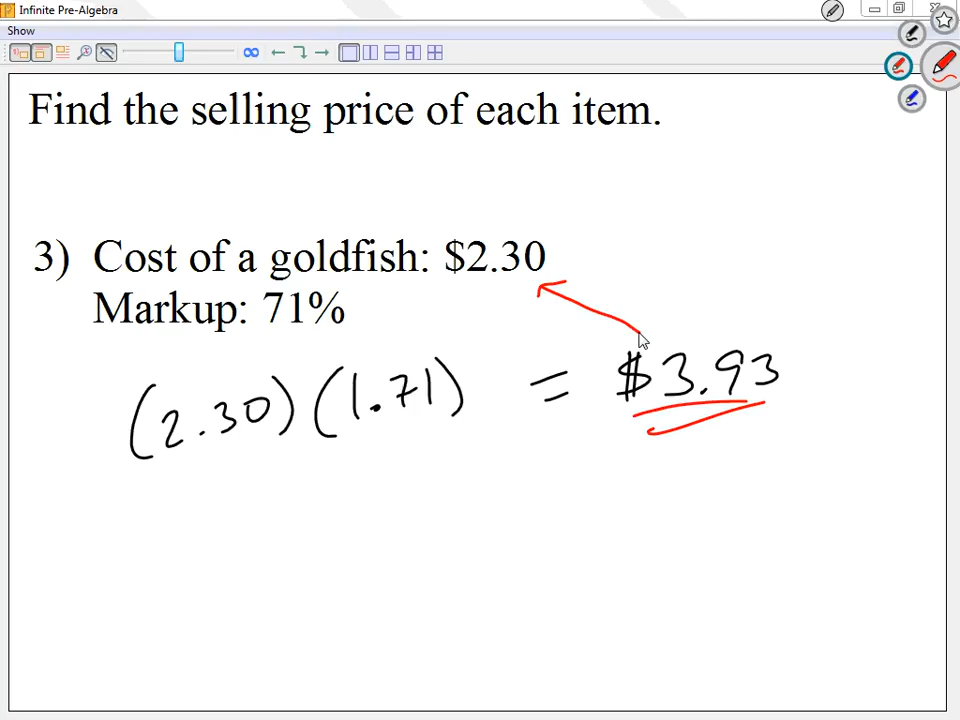 Infinite Pre-Algebra
Show
Find the selling price of each item.
3) Cost of a goldfish: $2.30
Markup: 71%
(2.30)(1.71) = $3.93